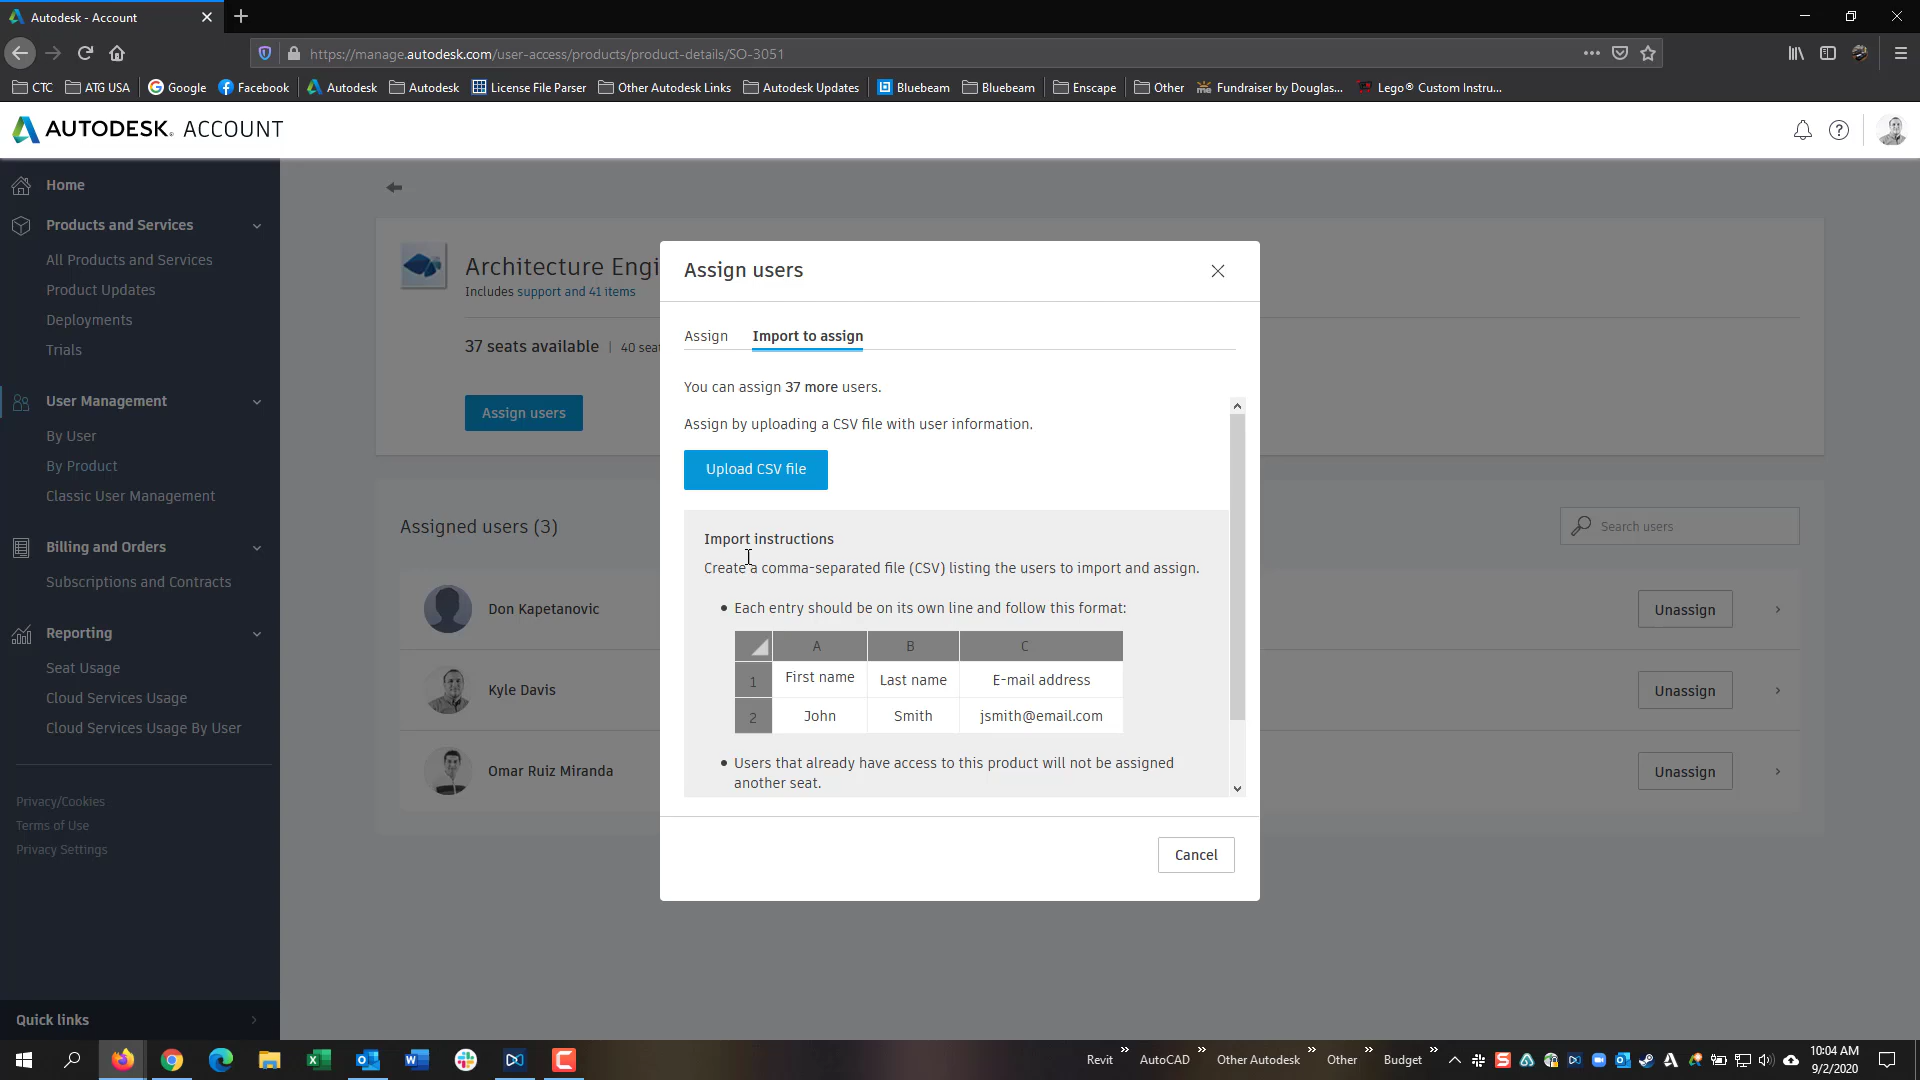 Autodesk - Account
https://manage.autodesk.com/user-access/products/product-details/SO-3051
CTC
ATG USA
Google
Facebook
Autodesk
Autodesk
License File Parser
Other Autodesk Links
Autodesk Updates
Bluebeam
Bluebeam
Enscape
Other
Fundraiser by Douglas...
Lego® Custom Instru...
AUTODESK. ACCOUNT
Home
Products and Services
All Products and Services
Product Updates
Deployments
Trials
User Management
By User
By Product
Classic User Management
Billing and Orders
Subscriptions and Contracts
Reporting
Seat Usage
Cloud Services Usage
Cloud Services Usage By User
Privacy/Cookies
Terms of Use
Privacy Settings
Quick links
Architecture Engi
Includes support and 41 items
37 seats available | 40 sea
Assign users
Assigned users (3)
Search users
Don Kapetanovic
Unassign
Kyle Davis
Unassign
Omar Ruiz Miranda
Unassign
Assign users
Assign
Import to assign
You can assign 37 more users.
Assign by uploading a CSV file with user information.
Upload CSV file
Import instructions
Create a comma-separated file (CSV) listing the users to import and assign.
• Each entry should be on its own line and follow this format:
A B C
1 First name Last name E-mail address
2 John Smith jsmith@email.com
• Users that already have access to this product will not be assigned
another seat.
Cancel
Revit
AutoCAD
Other Autodesk
Other
Budget
10:04 AM
9/2/2020